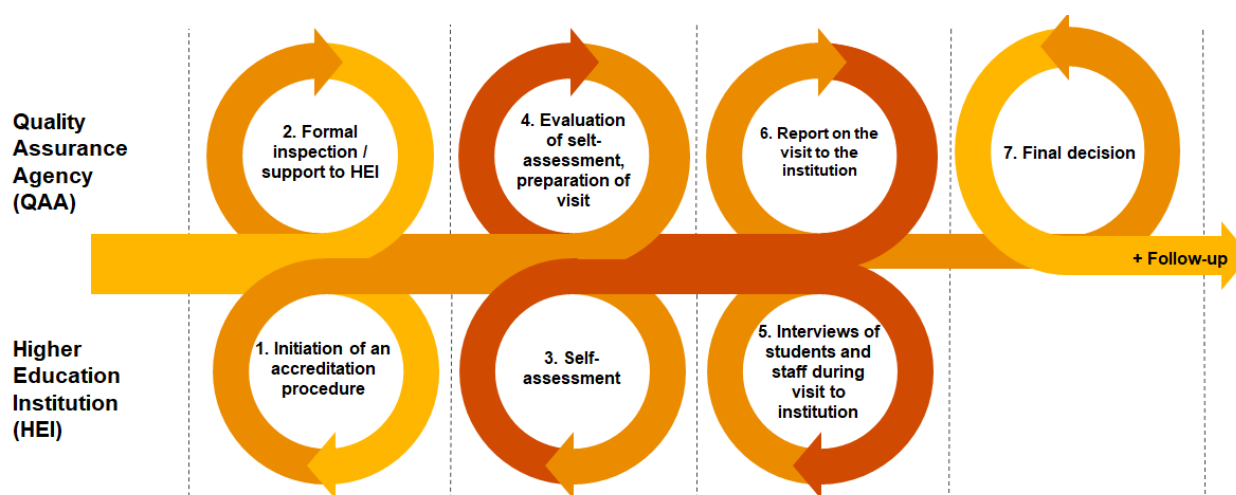 Quality
Assurance
Agency
(QAA)
2. Formal
inspection /
support to HEI
4. Evaluation
of selt-
assessment,
preparation of
visit
6. Report on the
visit to the
institution
7. Final decision
+ Follow-up
Higher
Education
Institution
(HEI)
1. Initiation of an
accreditation
procedure
3. Self-
assessment
5. Interviews of
students and
staff during
visit to
institution